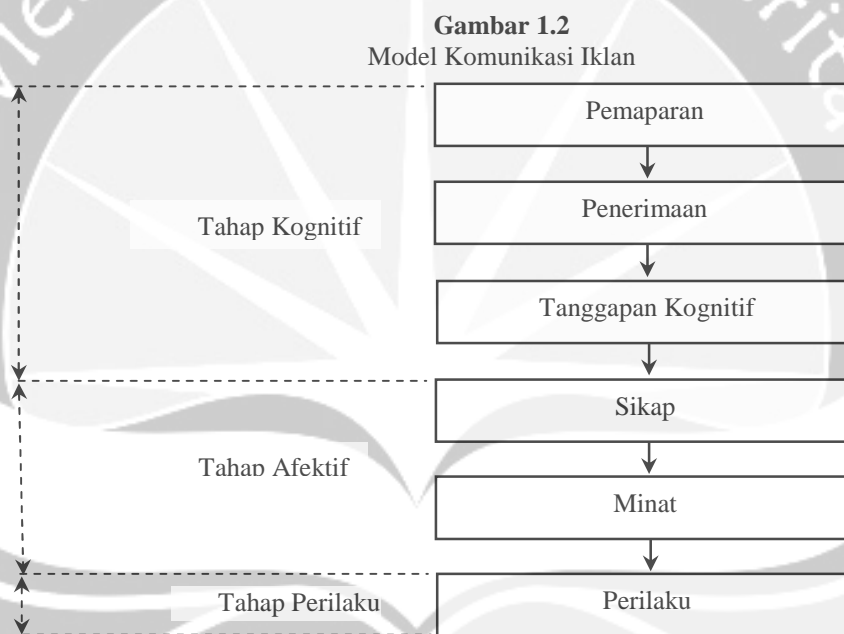 Gambar 1.2
Model Komunikasi Iklan
Pemaparan
Penerimaan
Tahap Kognitif
Tanggapan Kognitif
Sikap
Tahap Afektif
Minat
Tahap Perilaku
Perilaku